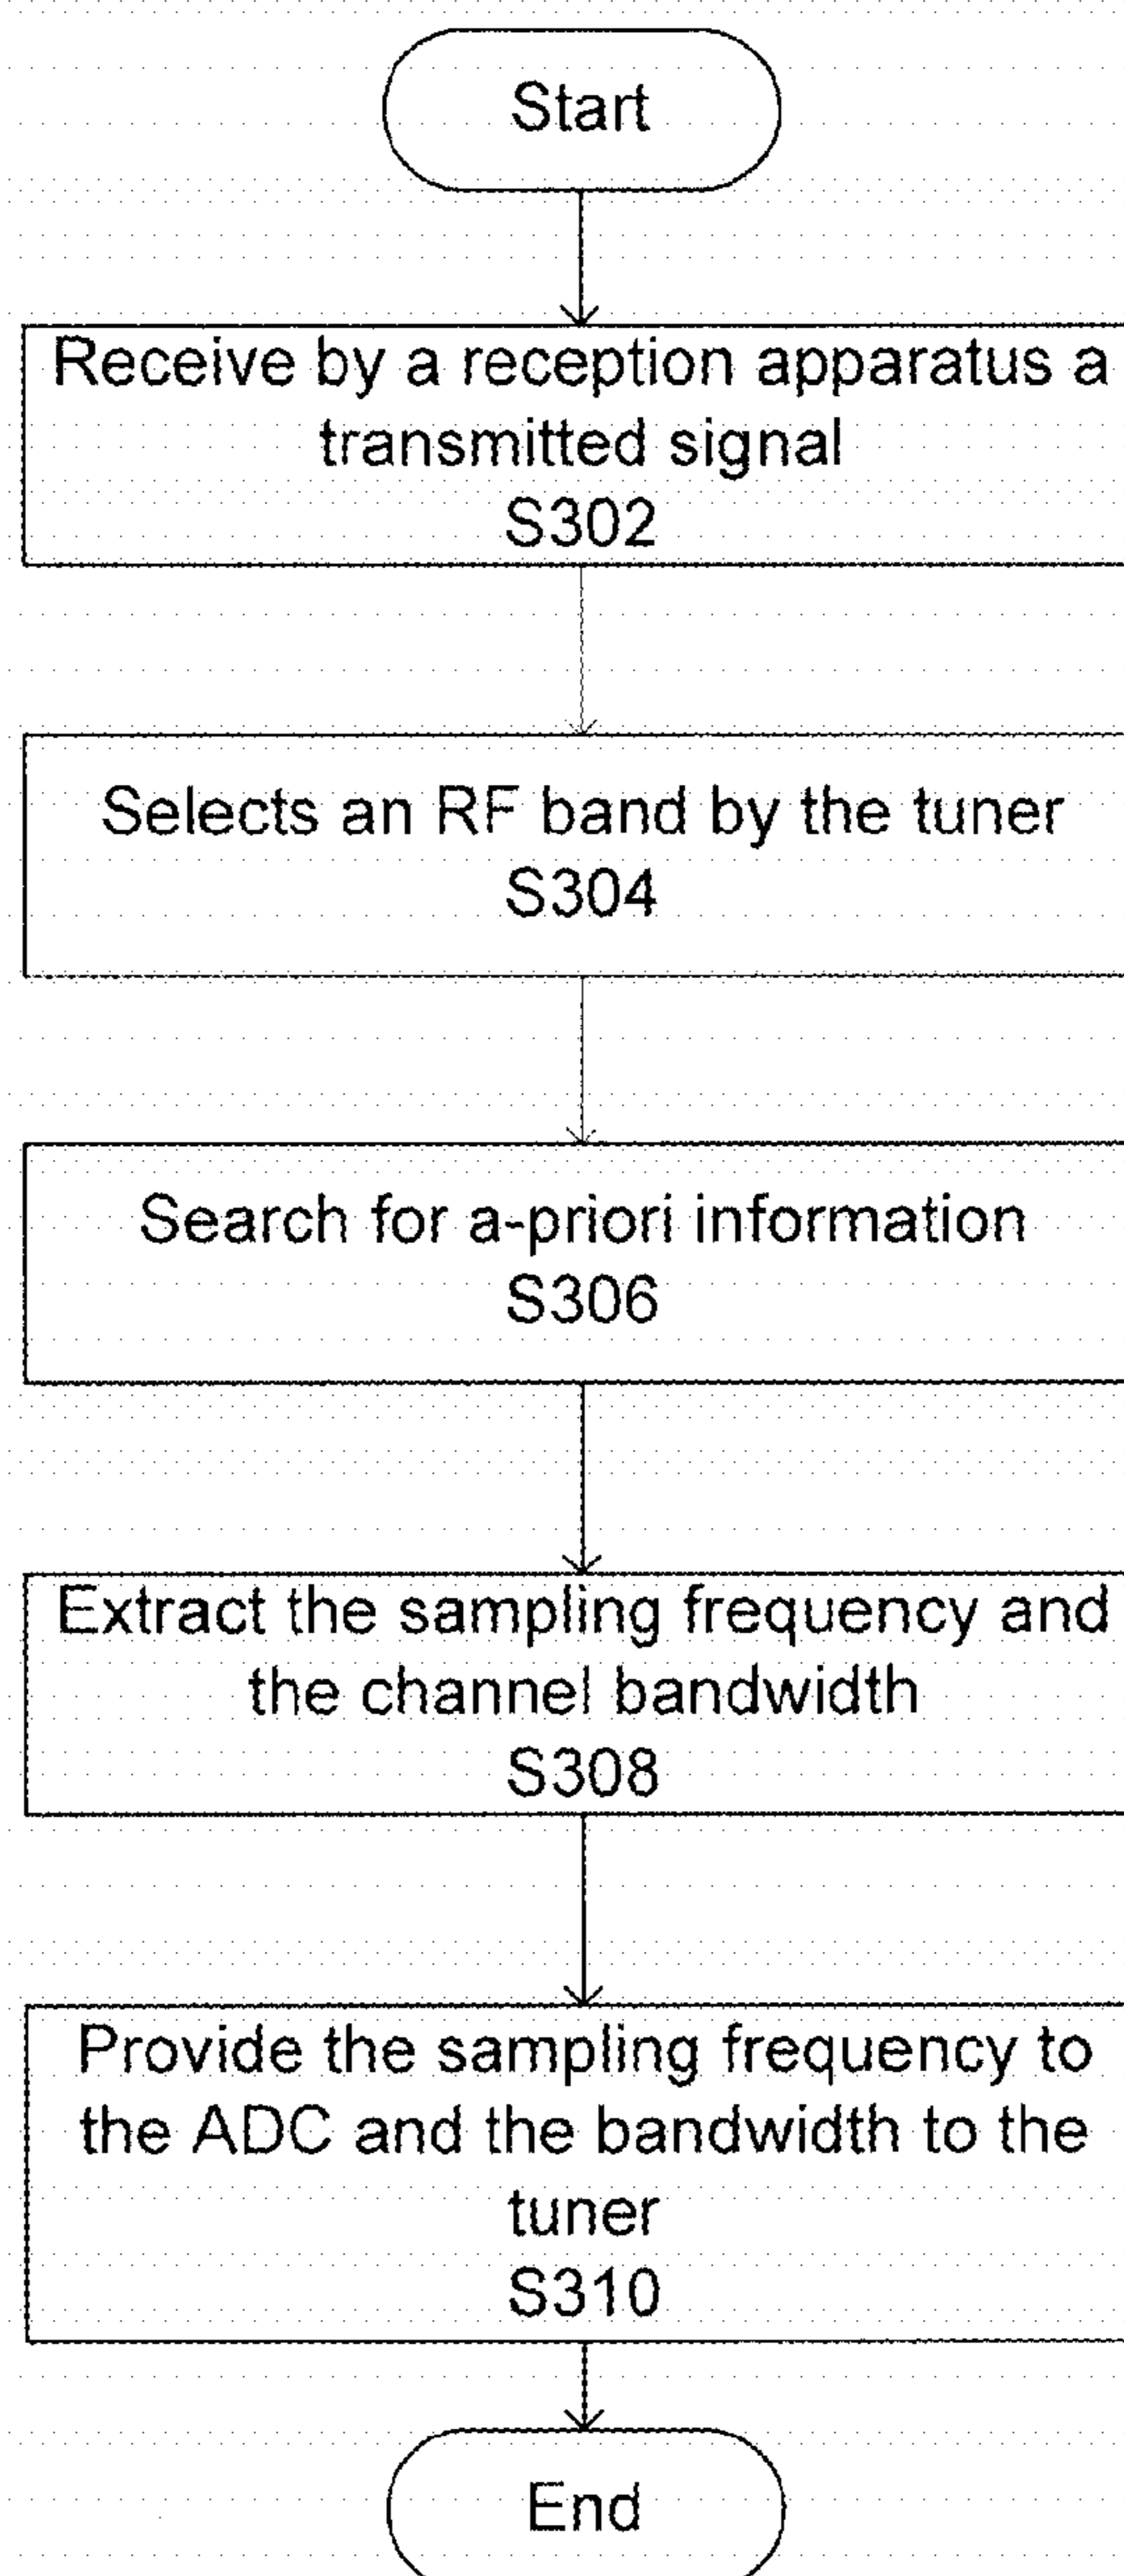 Start
Receive by a reception apparatus a
transmitted signal
S302
Selects an RF band by the tuner
S304
Search for a-priori information
S306
Extract the sampling frequency and
the channel bandwidth
S308
Provide the sampling frequency to
the ADC and the bandwidth to the
tuner
S310
End